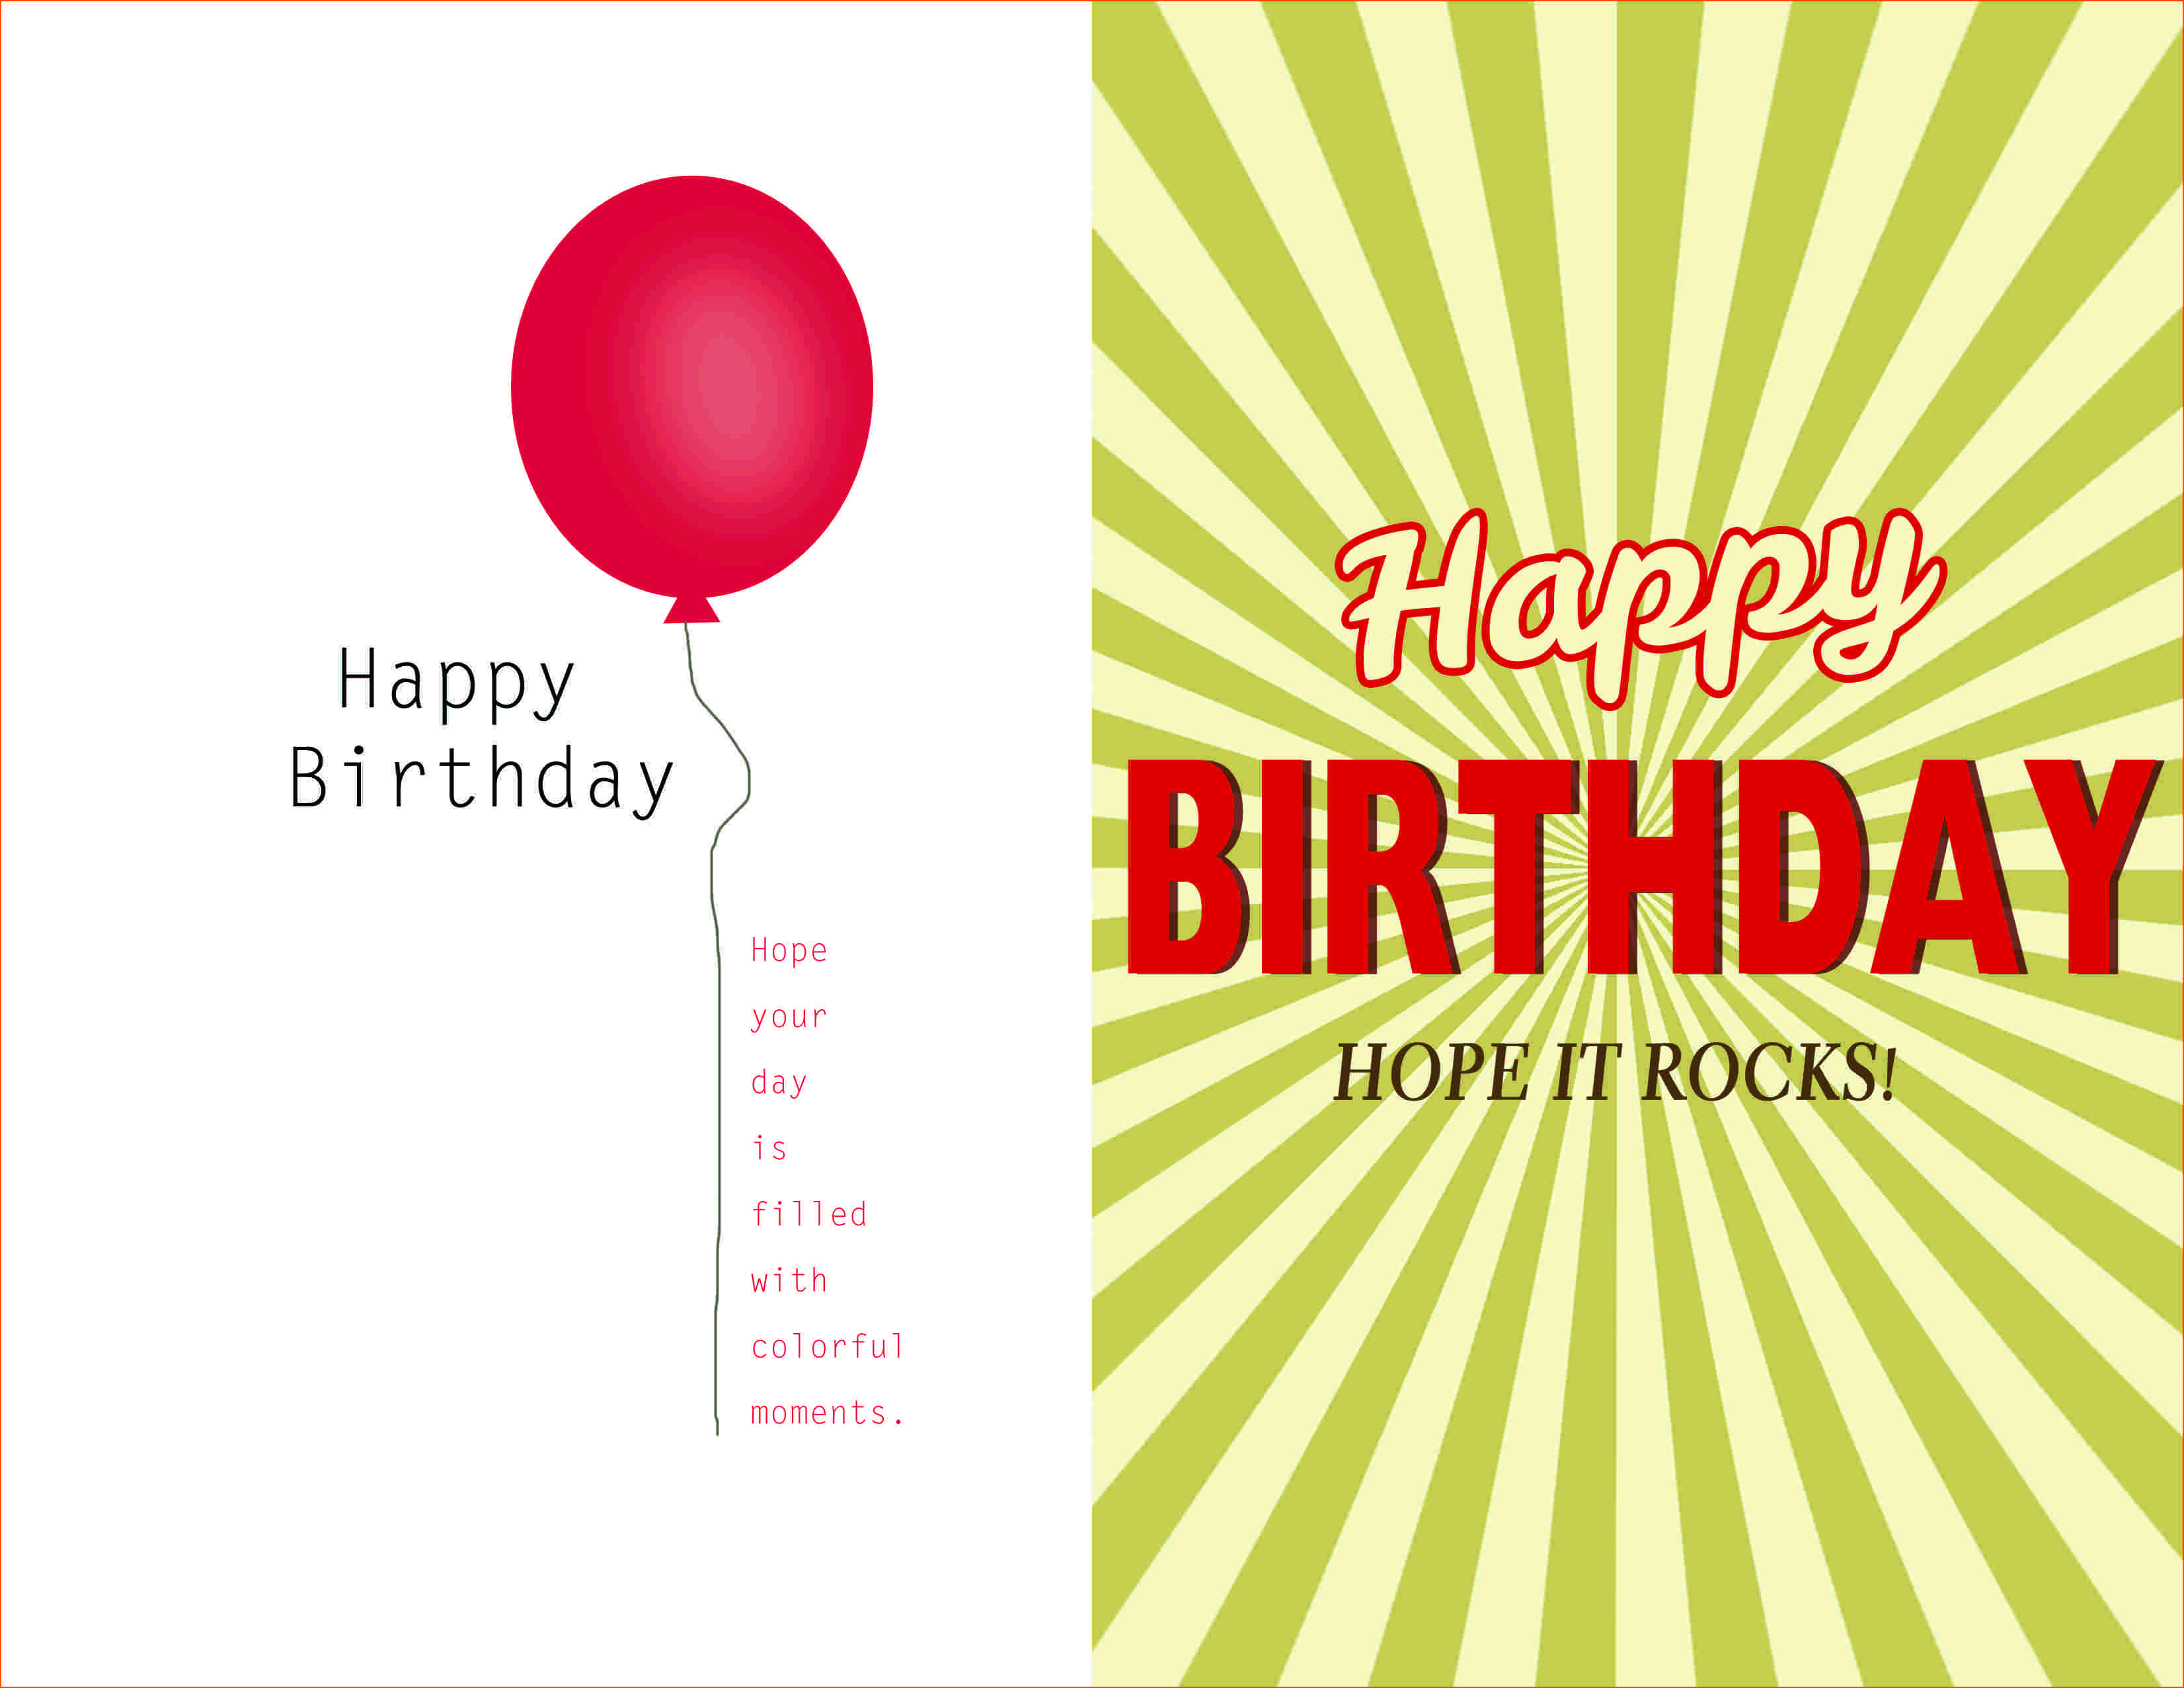 Happy
Birthday
Hope
your
day
is
filled
with
colorful
moments.
Happy
BIRTHDAY
HOPE IT ROCKS!